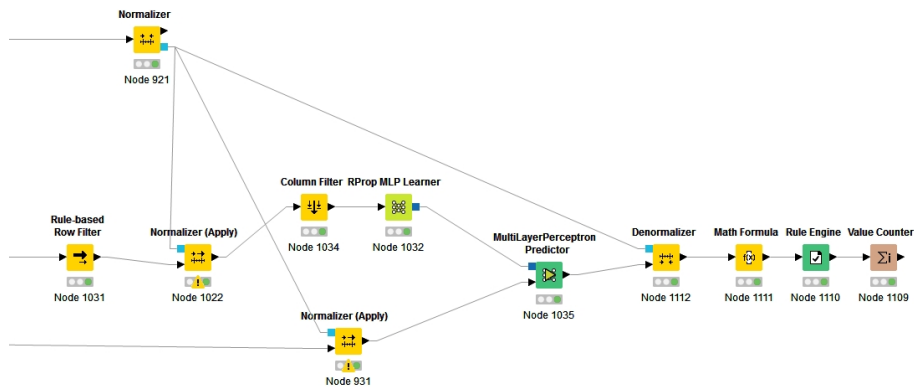 Normalizer
Node 921
Column Filter
RProp MLP Learner
Node 1034
Node 1032
Rule-based
Row Filter
Node 1031
Normalizer (Apply)
Node 1022
MultiLayerPerceptron
Predictor
Node 1035
Denormalizer
Node 1112
Math Formula
f(x)
Node 1111
Rule Engine
Node 1110
Value Counter
Σi
Node 1109
Normalizer (Apply)
Node 931